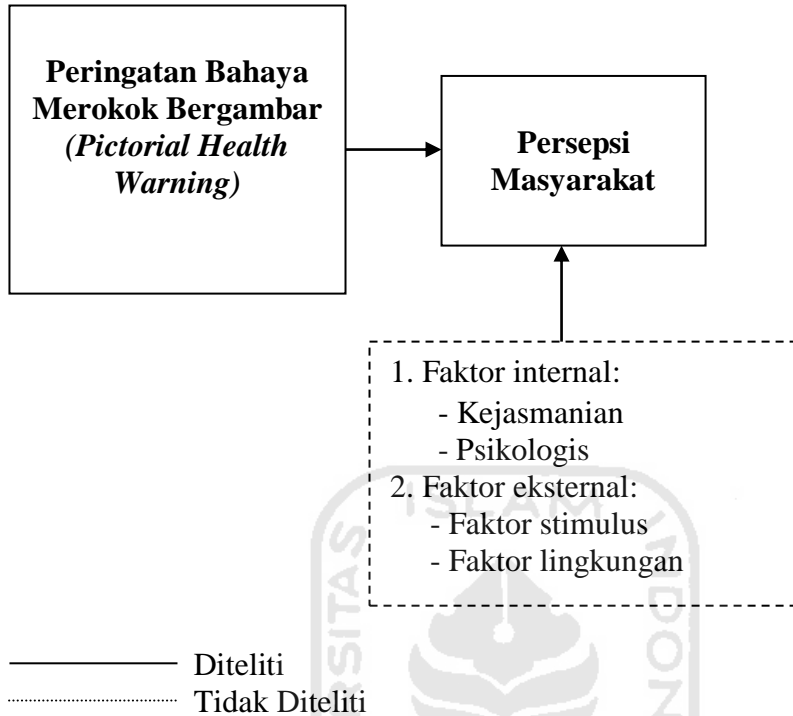 Peringatan Bahaya
Merokok Bergambar
(Pictorial Health
Warning)
Persepsi
Masyarakat
1. Faktor internal:
- Kejasmanian
- Psikologis
2. Faktor eksternal:
- Faktor stimulus
- Faktor lingkungan
ISLAM
Diteliti
Tidak Diteliti